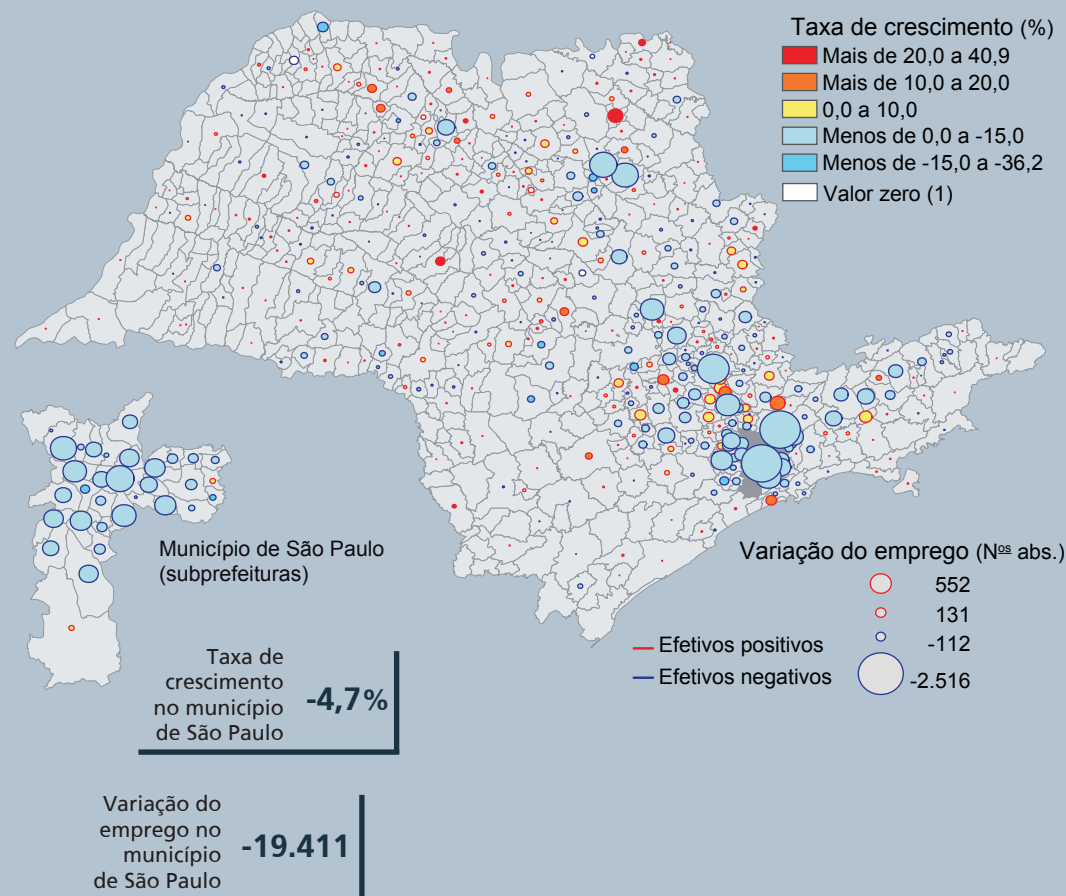 Taxa de crescimento (%)
Mais de 20,0 a 40,9
Mais de 10,0 a 20,0
0,0 a 10,0
Menos de 0,0 a -15,0
Menos de -15,0 a -36,2
Valor zero (1)
Município de São Paulo
(subprefeituras)
Variação do emprego (Nos abs.)
552
131
-112
-2.516
Efetivos positivos
Efetivos negativos
Taxa de
crescimento
no município
de São Paulo
-4,7%
Variação do
emprego no
município
de São Paulo
-19.411